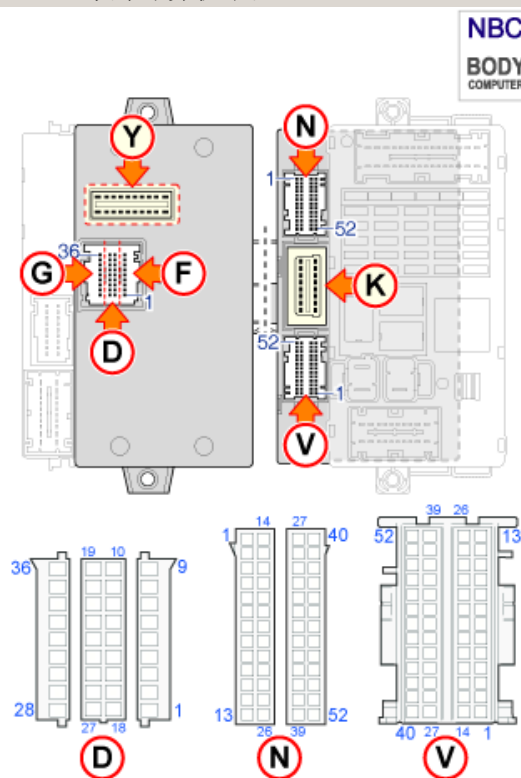 NBC
BODY
COMPUTER
Y
N
1
52
36
G
F
K
1
D
52
1
V
39 26
14 27
52 13
19 10
1 40
36 9
28 1
13 52
27 18
26 39
40 27 14 1
D
N
V